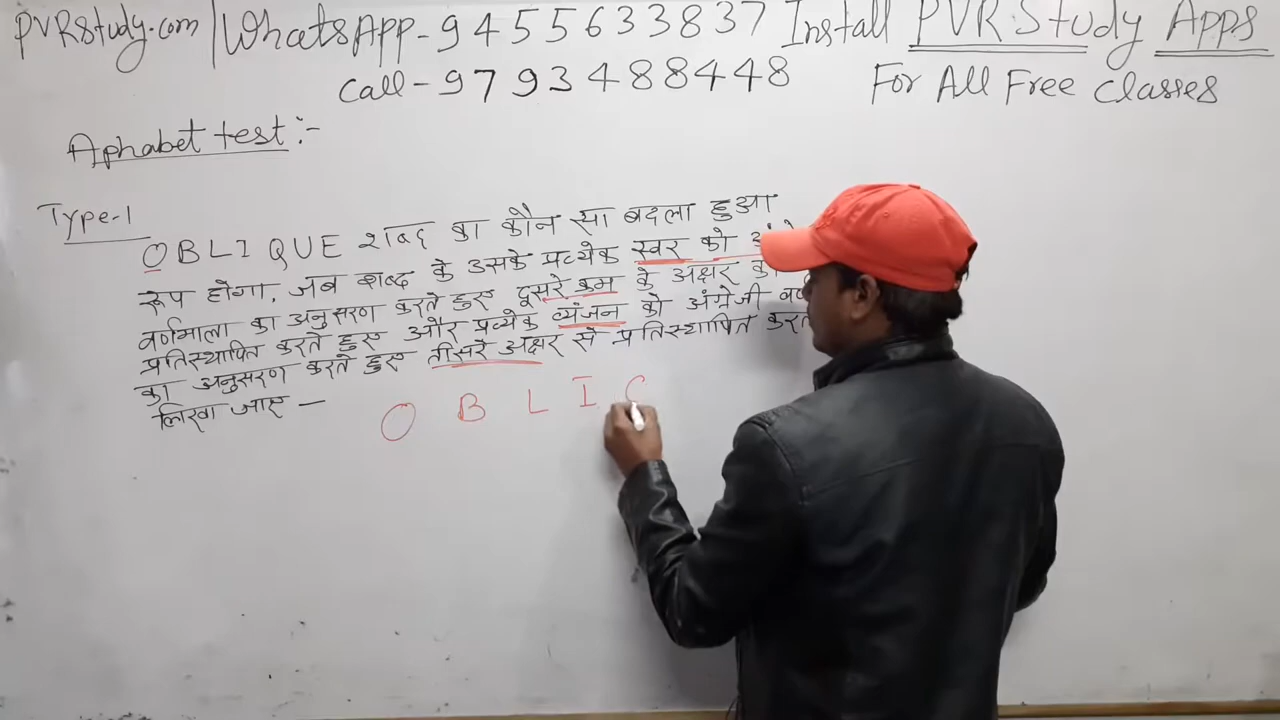 PVRStudy.com | WhatsApp - 9455633837 Install PVR Study Apps
Call - 9793488448 For All Free Classes
Aphabet test :-
Type-1
OBLIQUE शब्द का कौन सा बदला हुआ
रूप होगा, जब शब्द के उसके प्रत्येक स्वर को
वर्णमाला का अनुसरण करते हुए दूसरे क्रम के अक्षर
प्रतिस्थापित करते हुए और प्रत्येक व्यंजन को अंग्रेजी
का अनुसरण करते हुए तीसरे अक्षर से प्रतिस्थापित करते
लिखा जाए –
O B L I